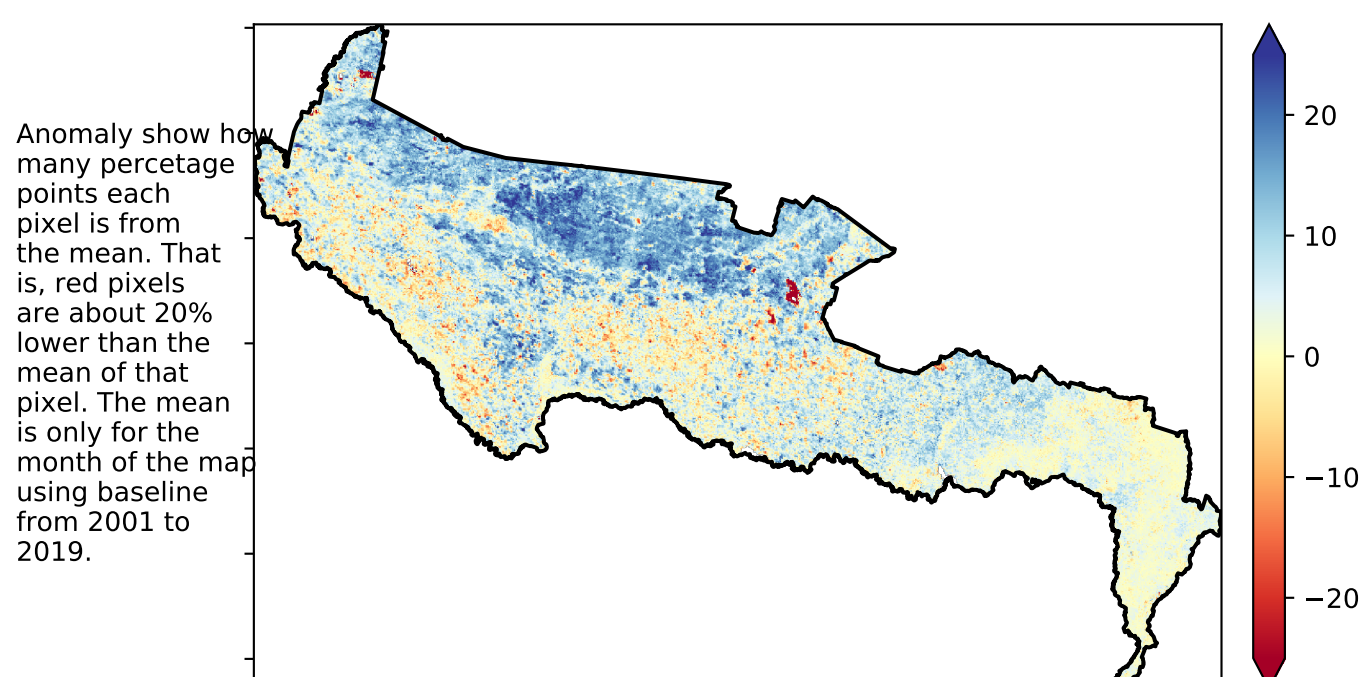 Anomaly show how
many percetage
points each
pixel is from
the mean. That
is, red pixels
are about 20%
lower than the
mean of that
pixel. The mean
is only for the
month of the map
using baseline
from 2001 to
2019.
20
10
0
−10
−20